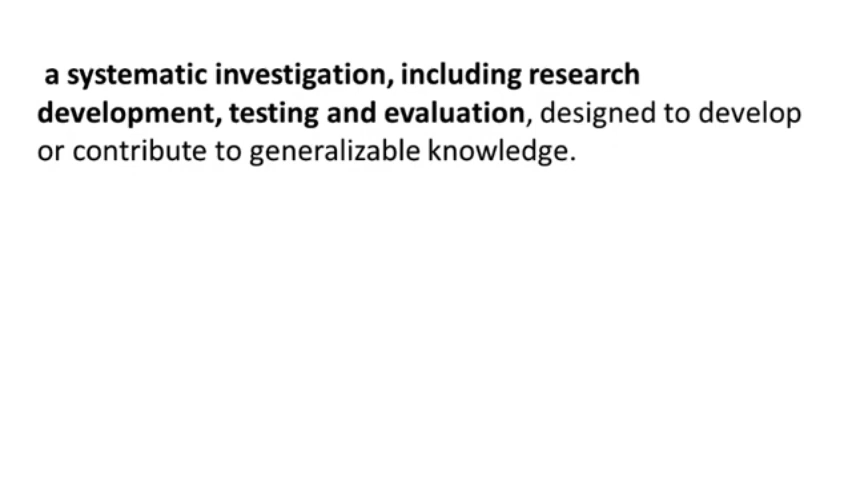 a systematic investigation, including research
development, testing and evaluation, designed to develop
or contribute to generalizable knowledge.